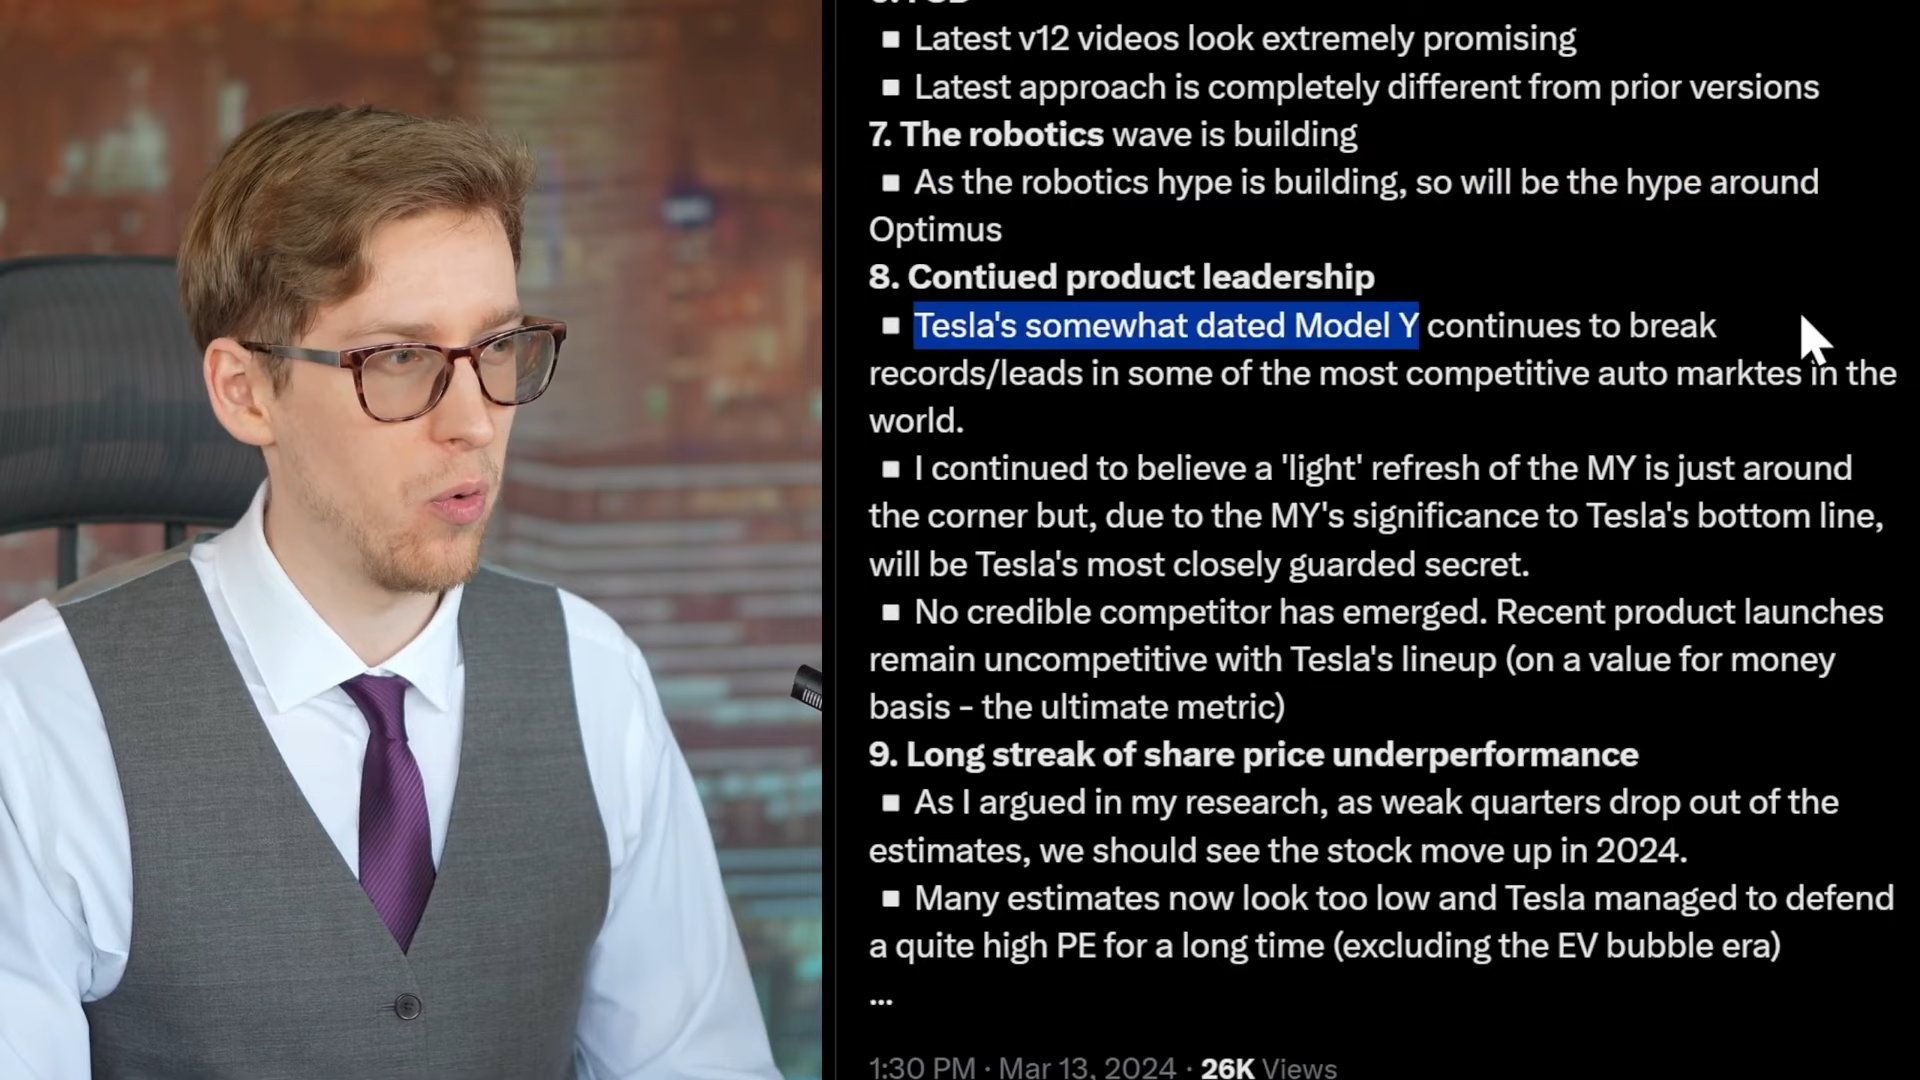 ▪ Latest v12 videos look extremely promising
▪ Latest approach is completely different from prior versions
7. The robotics wave is building
▪ As the robotics hype is building, so will be the hype around
Optimus
8. Contiued product leadership
▪ Tesla's somewhat dated Model Y continues to break
records/leads in some of the most competitive auto marktes in the
world.
▪ I continued to believe a 'light' refresh of the MY is just around
the corner but, due to the MY's significance to Tesla's bottom line,
will be Tesla's most closely guarded secret.
▪ No credible competitor has emerged. Recent product launches
remain uncompetitive with Tesla's lineup (on a value for money
basis - the ultimate metric)
9. Long streak of share price underperformance
▪ As I argued in my research, as weak quarters drop out of the
estimates, we should see the stock move up in 2024.
▪ Many estimates now look too low and Tesla managed to defend
a quite high PE for a long time (excluding the EV bubble era)
...
1:30 PM · Mar 13, 2024 · 26K Views